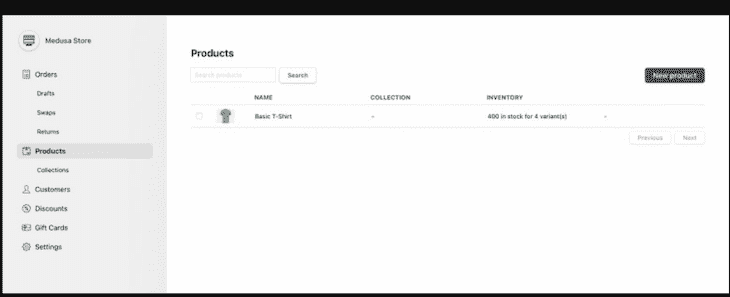 Medusa Store
Orders
Drafts
Swaps
Returns
Products
Collections
Customers
Discounts
Gift Cards
Settings
Products
Search products
Search
New product
NAME COLLECTION INVENTORY
Basic T-Shirt - 400 in stock for 4 variant(s) -
Previous Next